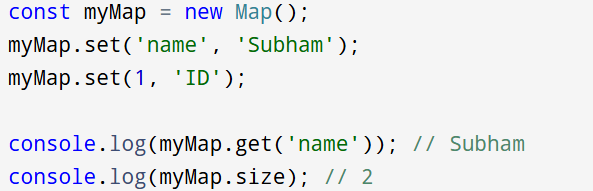 const myMap = new Map();
myMap.set('name', 'Subham');
myMap.set(1, 'ID');

console.log(myMap.get('name')); // Subham
console.log(myMap.size); // 2